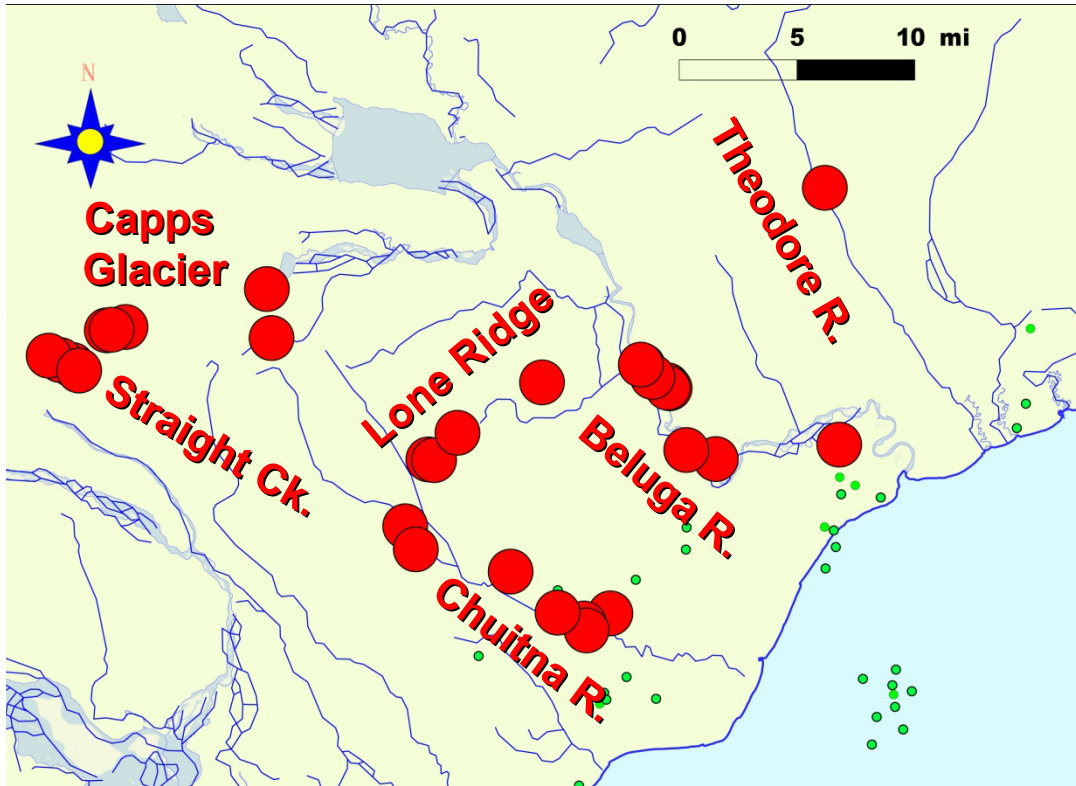 0 5 10 mi
N
Capps
Glacier
Theodore R.
Lone Ridge
Straight Ck.
Beluga R.
Chuitna R.